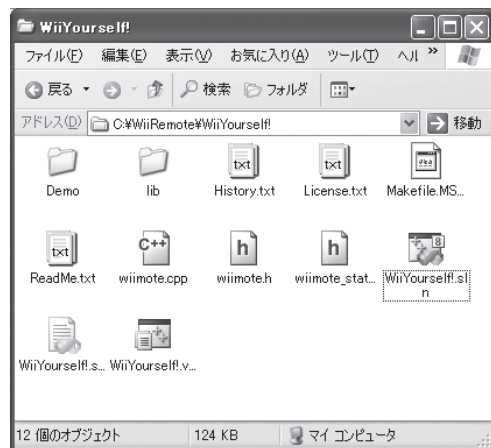 WiiYourself!
ファイル(F) 編集(E) 表示(V) お気に入り(A) ツール(T) ヘル »
戻る 検索 フォルダ
アドレス(D) C:¥WiiRemote¥WiiYourself! 移動
Demo lib History.txt License.txt Makefile.MS...
ReadMe.txt wiimote.cpp wiimote.h wiimote_stat... WiiYourself!.sl
n
WiiYourself!.s... WiiYourself!.v...
12 個のオブジェクト 124 KB マイ コンピュータ